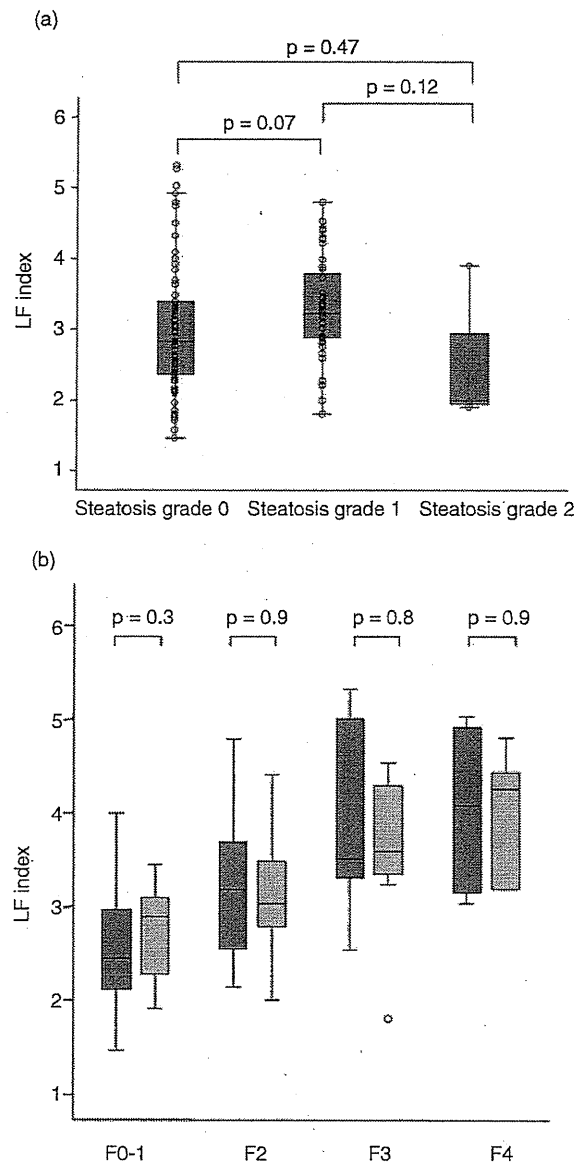 (a)
p = 0.47
p = 0.12
p = 0.07
6
5
4
3
2
1
LF index
Steatosis grade 0 Steatosis grade 1 Steatosis grade 2
(b)
p = 0.3 p = 0.9 p = 0.8 p = 0.9
6
5
4
3
2
1
LF index
F0-1 F2 F3 F4